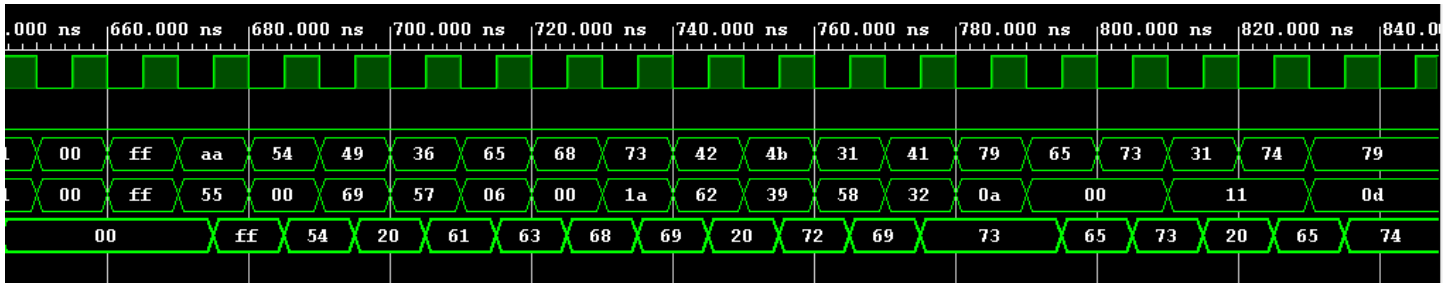 .000 ns 660.000 ns 680.000 ns 700.000 ns 720.000 ns 740.000 ns 760.000 ns 780.000 ns 800.000 ns 820.000 ns 840.0
00 ff aa 54 49 36 65 68 73 42 4b 31 41 79 65 73 31 74 79
00 ff 55 00 69 57 06 00 1a 62 39 58 32 0a 00 11 0d
00 ff 54 20 61 63 68 69 20 72 69 73 65 73 20 65 74